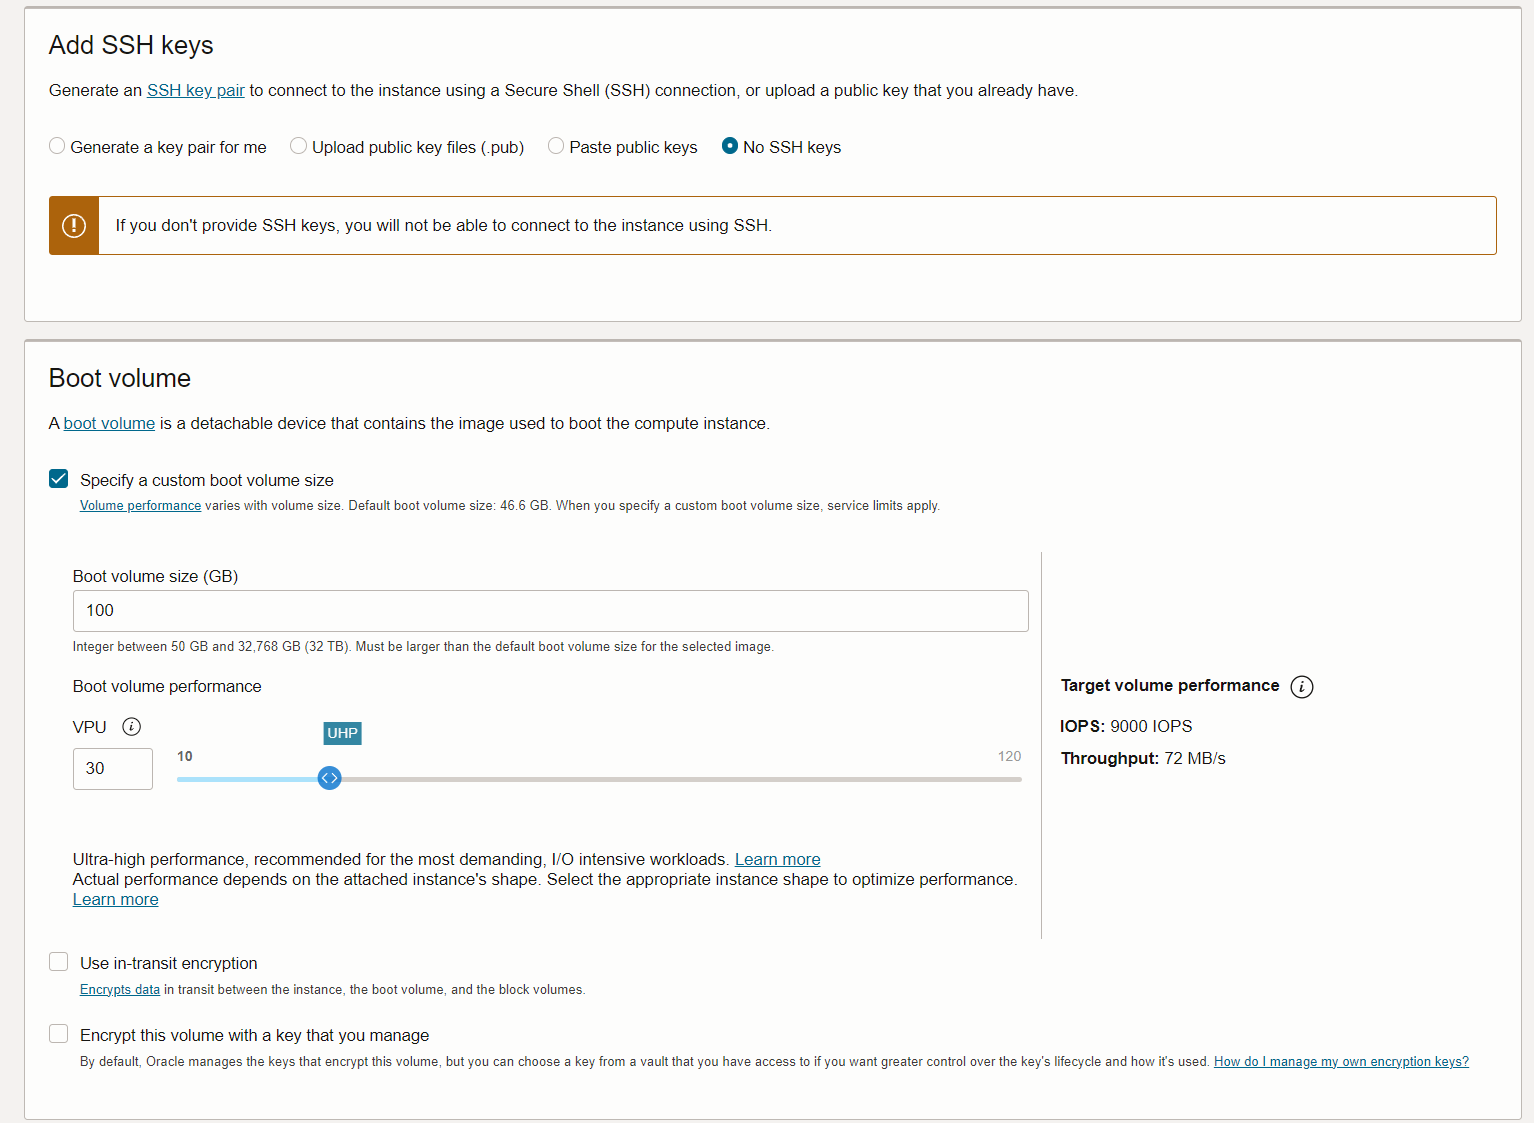 Add SSH keys
Generate an SSH key pair to connect to the instance using a Secure Shell (SSH) connection, or upload a public key that you already have.
Generate a key pair for me
Upload public key files (.pub)
Paste public keys
No SSH keys
If you don't provide SSH keys, you will not be able to connect to the instance using SSH.
Boot volume
A boot volume is a detachable device that contains the image used to boot the compute instance.
Specify a custom boot volume size
Volume performance varies with volume size. Default boot volume size: 46.6 GB. When you specify a custom boot volume size, service limits apply.
Boot volume size (GB)
100
Integer between 50 GB and 32,768 GB (32 TB). Must be larger than the default boot volume size for the selected image.
Boot volume performance
VPU
30
UHP
10
120
Ultra-high performance, recommended for the most demanding, I/O intensive workloads. Learn more
Actual performance depends on the attached instance's shape. Select the appropriate instance shape to optimize performance.
Learn more
Target volume performance
IOPS: 9000 IOPS
Throughput: 72 MB/s
Use in-transit encryption
Encrypts data in transit between the instance, the boot volume, and the block volumes.
Encrypt this volume with a key that you manage
By default, Oracle manages the keys that encrypt this volume, but you can choose a key from a vault that you have access to if you want greater control over the key's lifecycle and how it's used. How do I manage my own encryption keys?